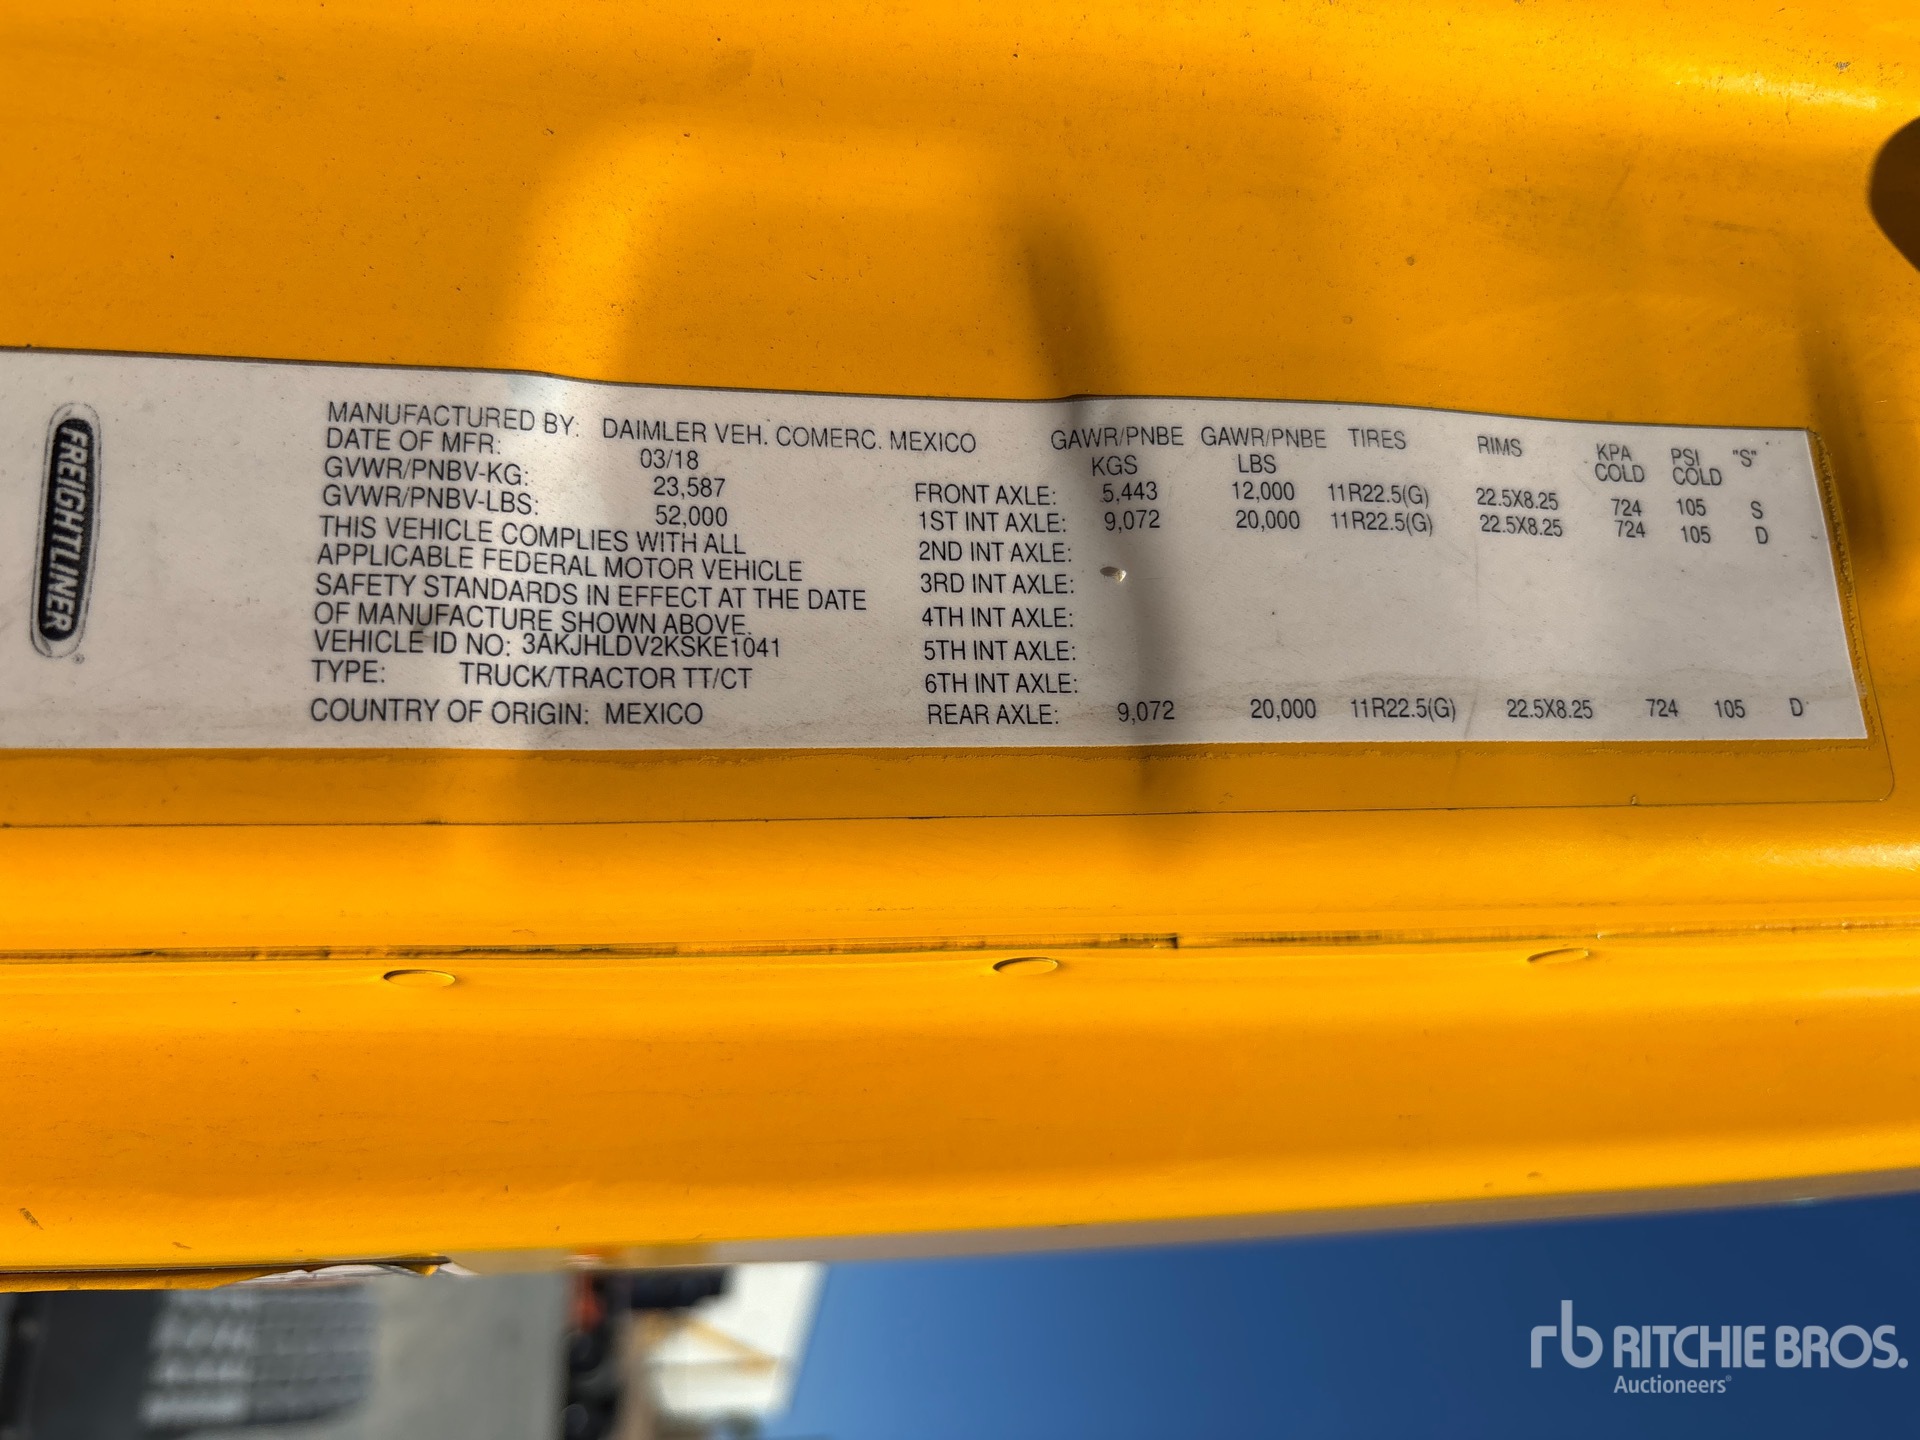 FREIGHTLINER
MANUFACTURED BY: DAIMLER VEH. COMERC. MEXICO
DATE OF MFR: 03/18
GVWR/PNBV-KG: 23,587
GVWR/PNBV-LBS: 52,000
THIS VEHICLE COMPLIES WITH ALL
APPLICABLE FEDERAL MOTOR VEHICLE
SAFETY STANDARDS IN EFFECT AT THE DATE
OF MANUFACTURE SHOWN ABOVE.
VEHICLE ID NO: 3AKJHLDV2KSKE1041
TYPE: TRUCK/TRACTOR TT/CT
COUNTRY OF ORIGIN: MEXICO
GAWR/PNBE GAWR/PNBE TIRES RIMS KPA PSI "S"
KGS LBS COLD COLD
FRONT AXLE: 5,443 12,000 11R22.5(G) 22.5X8.25 724 105 S
1ST INT AXLE: 9,072 20,000 11R22.5(G) 22.5X8.25 724 105 D
2ND INT AXLE:
3RD INT AXLE:
4TH INT AXLE:
5TH INT AXLE:
6TH INT AXLE:
REAR AXLE: 9,072 20,000 11R22.5(G) 22.5X8.25 724 105 D
rb RITCHIE BROS.
Auctioneers